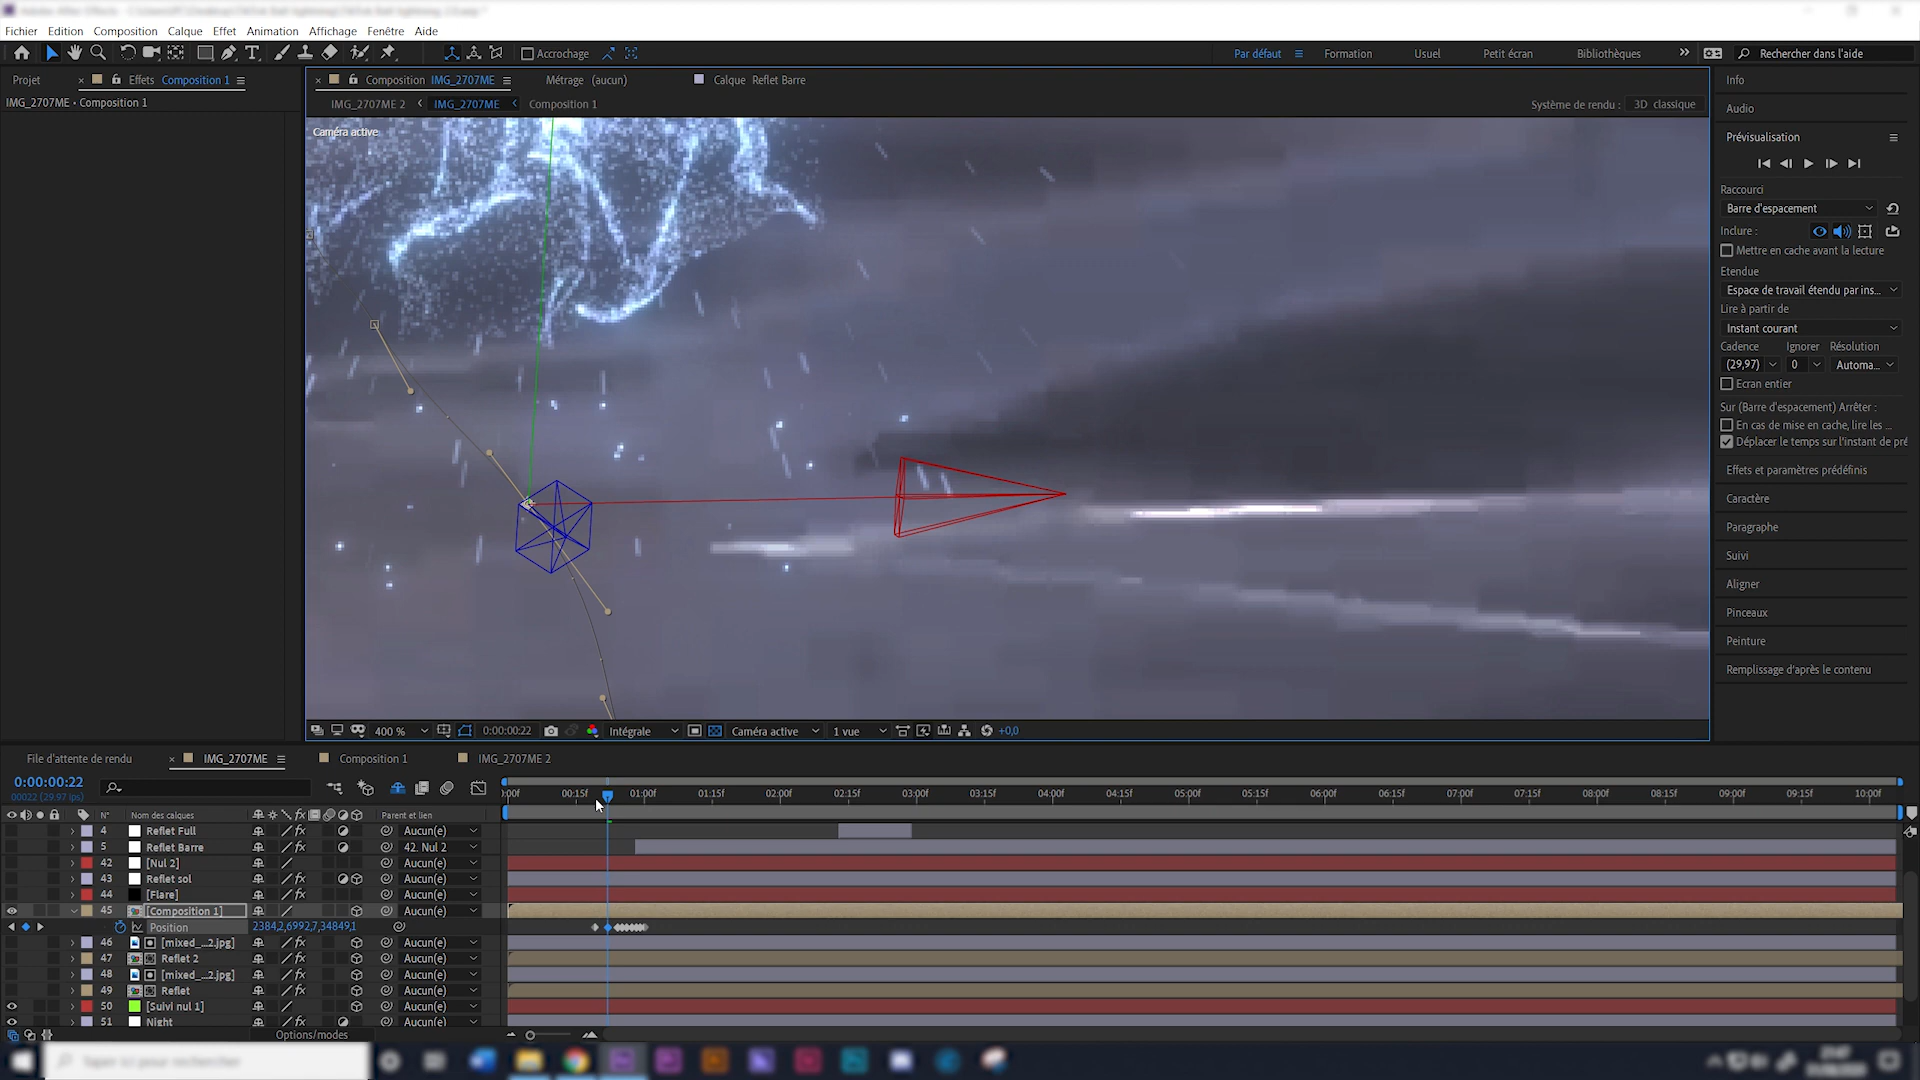 Fichier Edition Composition Calque Effet Animation Affichage Fenêtre Aide
Accrochage
Par défaut Formation Usuel Petit écran Bibliothèques Rechercher dans l'aide
Projet Effets Composition 1 Composition IMG_2707ME Métrage (aucun) Calque Reflet Barre Info
IMG_2707ME • Composition 1
IMG_2707ME 2 IMG_2707ME Composition 1 Système de rendu : 3D classique Audio
Caméra active
Prévisualisation
Raccourci
Barre d'espacement
Inclure :
Mettre en cache avant la lecture
Etendue
Espace de travail étendu par ins...
Lire à partir de
Instant courant
Cadence Ignorer Résolution
(29,97) 0 Automa...
Ecran entier
Sur (Barre d'espacement) Arrêter :
En cas de mise en cache, lire les ...
Déplacer le temps sur l'instant de pré
Effets et paramètres prédéfinis
Caractère
Paragraphe
Suivi
Aligner
Pinceaux
Peinture
Remplissage d'après le contenu
400 % 0:00:00:22 Intégrale Caméra active 1 vue +0,0
File d'attente de rendu IMG_2707ME Composition 1 IMG_2707ME 2
0:00:00:22
00022 (29.97 ips)
:00f 00:15f 01:00f 01:15f 02:00f 02:15f 03:00f 03:15f 04:00f 04:15f 05:00f 05:15f 06:00f 06:15f 07:00f 07:15f 08:00f 08:15f 09:00f 09:15f 10:00f
N° Nom des calques fx Parent et lien
4 Reflet Full fx Aucun(e)
5 Reflet Barre fx 42. Nul 2
42 [Nul 2] Aucun(e)
43 Reflet sol Aucun(e)
44 [Flare] fx Aucun(e)
45 [Composition 1] Aucun(e)
Position 2384,2,6992,7,34849,1
46 [mixed_...2.jpg] fx Aucun(e)
47 Reflet 2 fx Aucun(e)
48 [mixed_...2.jpg] fx Aucun(e)
49 Reflet fx Aucun(e)
50 [Suivi nul 1] Aucun(e)
51 Night fx Aucun(e)
Options/modes
Taper ici pour rechercher